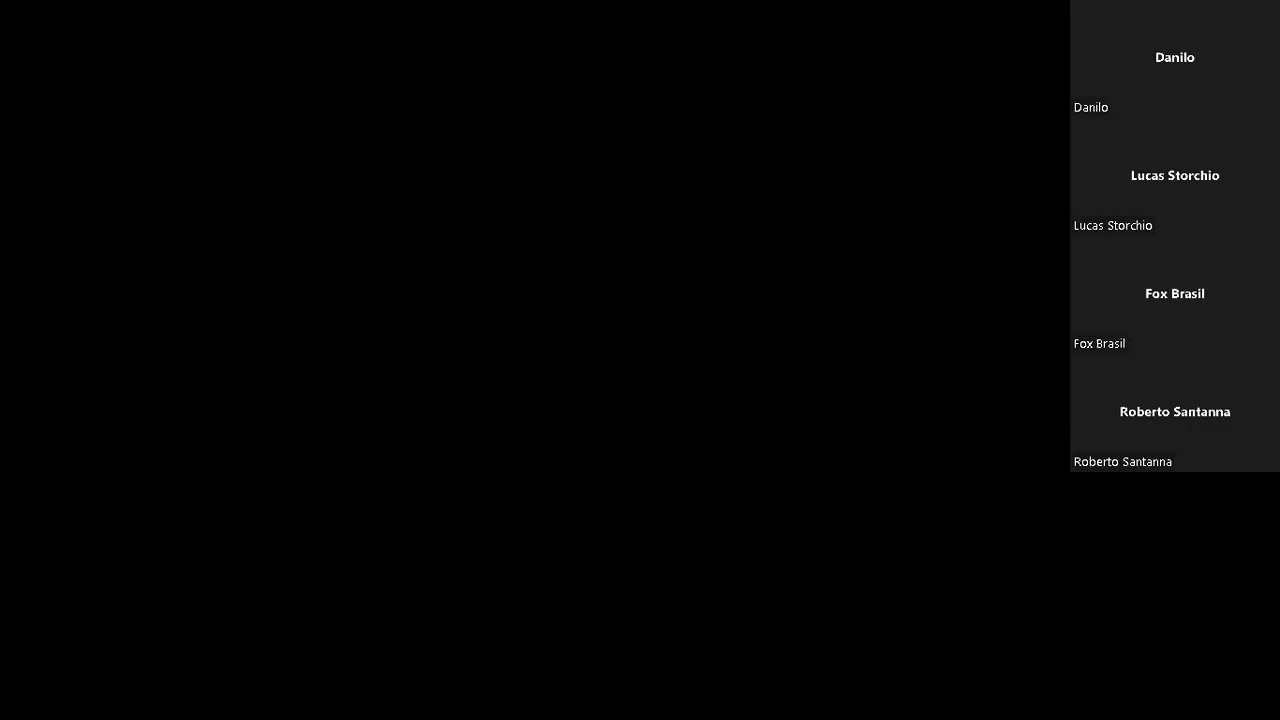 Danilo
Danilo
Lucas Storchio
Lucas Storchio
Fox Brasil
Fox Brasil
Roberto Santanna
Roberto Santanna